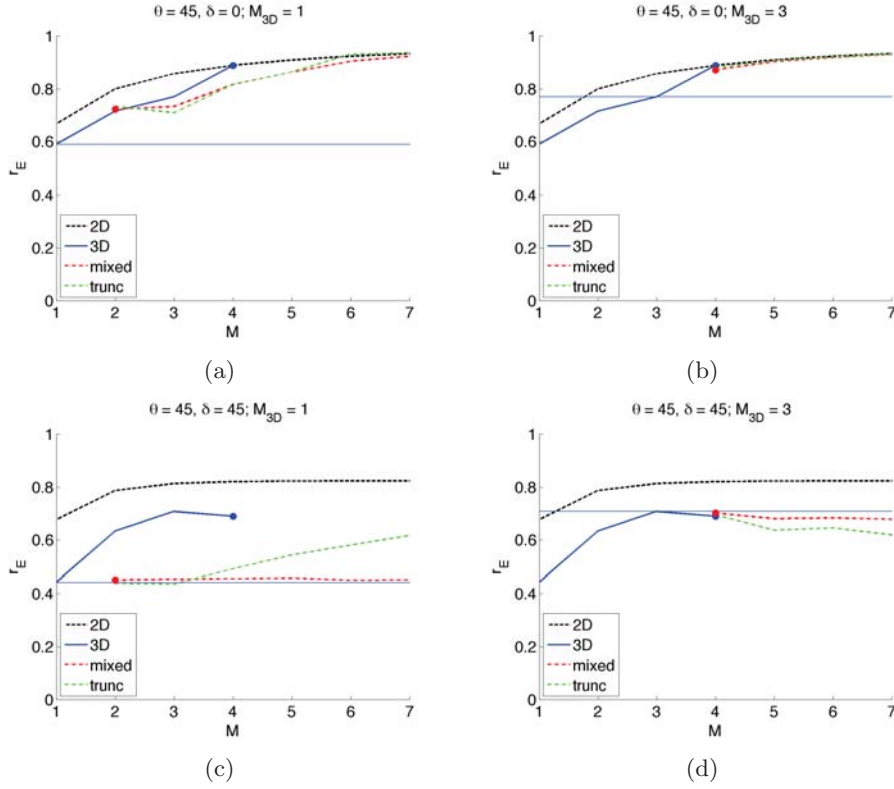 θ = 45, δ = 0; M3D = 1
1
0.8
0.6
0.4
0.2
0
rE
2D
3D
mixed
trunc
1 2 3 4 5 6 7
M
(a)
θ = 45, δ = 0; M3D = 3
1
0.8
0.6
0.4
0.2
0
rE
2D
3D
mixed
trunc
1 2 3 4 5 6 7
M
(b)
θ = 45, δ = 45; M3D = 1
1
0.8
0.6
0.4
0.2
0
rE
2D
3D
mixed
trunc
1 2 3 4 5 6 7
M
(c)
θ = 45, δ = 45; M3D = 3
1
0.8
0.6
0.4
0.2
0
rE
2D
3D
mixed
trunc
1 2 3 4 5 6 7
M
(d)